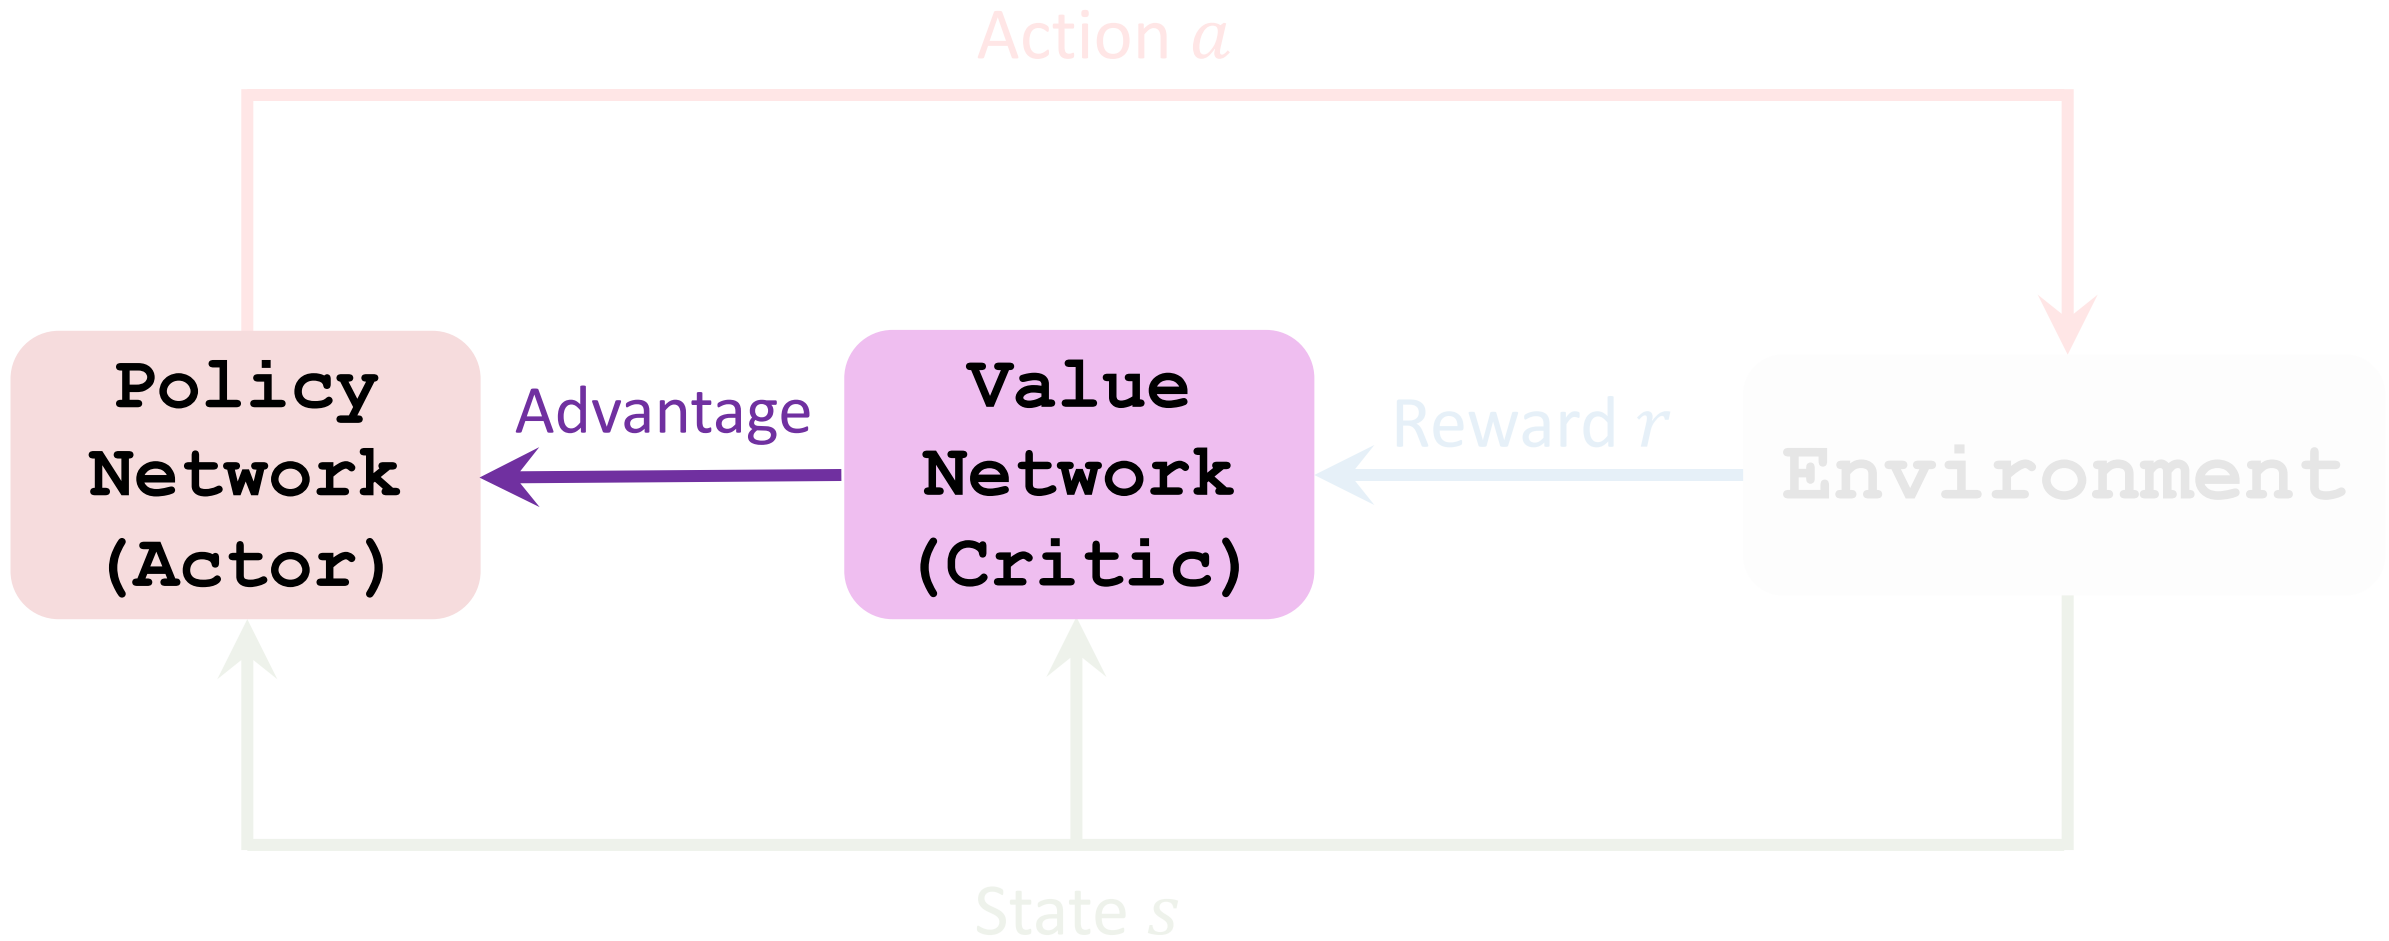 Action a
Policy
Network
(Actor)
Advantage
Value
Network
(Critic)
Reward r
Environment
State s